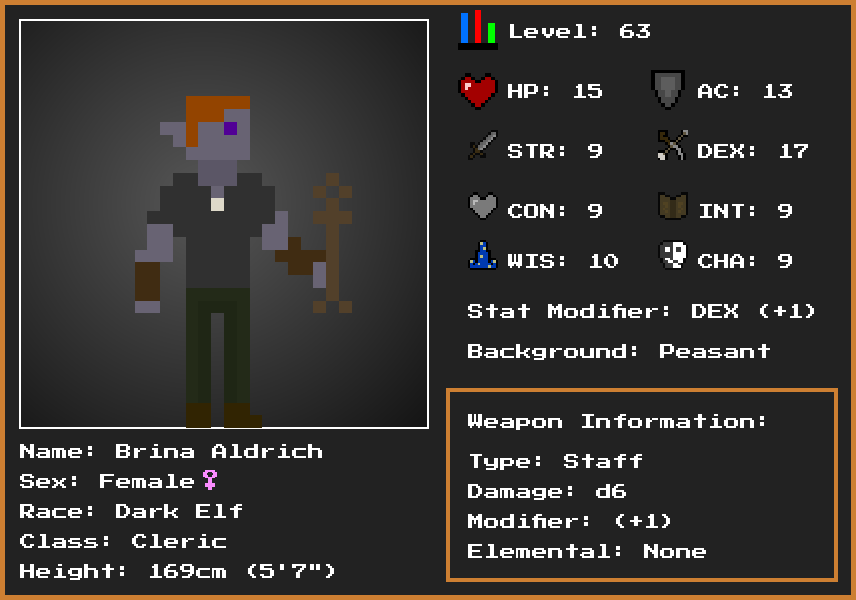 Level: 63
HP: 15
AC: 13
STR: 9
DEX: 17
CON: 9
INT: 9
WIS: 10
CHA: 9
Stat Modifier: DEX (+1)
Background: Peasant
Weapon Information:
Type: Staff
Damage: d6
Modifier: (+1)
Elemental: None
Name: Brina Aldrich
Sex: Female♀
Race: Dark Elf
Class: Cleric
Height: 169cm (5'7")